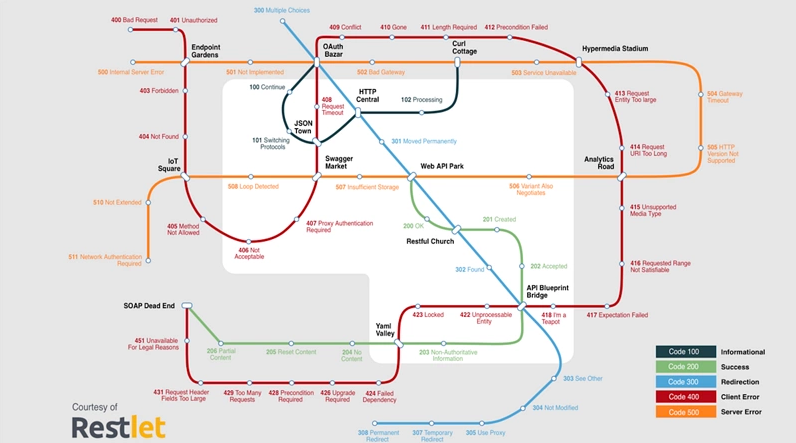 300 Multiple Choices
400 Bad Request
401 Unauthorized
409 Conflict
410 Gone
411 Length Required
412 Precondition Failed
Endpoint
Gardens
OAuth
Bazar
Curl
Cottage
Hypermedia Stadium
500 Internal Server Error
501 Not Implemented
502 Bad Gateway
503 Service Unavailable
403 Forbidden
100 Continue
408
Request
Timeout
HTTP
Central
102 Processing
413 Request
Entity Too large
504 Gateway
Timeout
404 Not Found
101 Switching
Protocols
JSON
Town
301 Moved Permanently
414 Request
URI Too Long
505 HTTP
Version Not
Supported
IoT
Square
Swagger
Market
Web API Park
Analytics
Road
508 Loop Detected
507 Insufficient Storage
506 Variant Also
Negotiates
510 Not Extended
405 Method
Not Allowed
407 Proxy Authentication
Required
200 OK
201 Created
415 Unsupported
Media Type
406 Not
Acceptable
Restful Church
511 Network Authentication
Required
302 Found
202 Accepted
416 Requested Range
Not Satisfiable
API Blueprint
Bridge
SOAP Dead End
423 Locked
422 Unprocessable
Entity
418 I'm a
Teapot
417 Expectation Failed
Yaml
Valley
451 Unavailable
For Legal Reasons
206 Partial
Content
205 Reset Content
204 No
Content
203 Non-Authoritative
Information
431 Request Header
Fields Too Large
429 Too Many
Requests
428 Precondition
Required
426 Upgrade
Required
424 Failed
Dependency
303 See Other
304 Not Modified
308 Permanent
Redirect
307 Temporary
Redirect
305 Use Proxy
Code 100 Informational
Code 200 Success
Code 300 Redirection
Code 400 Client Error
Code 500 Server Error
Courtesy of
Restlet